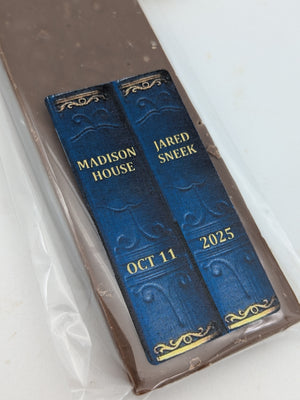 MADISON
HOUSE
OCT 11
JARED
SNEEK
2025